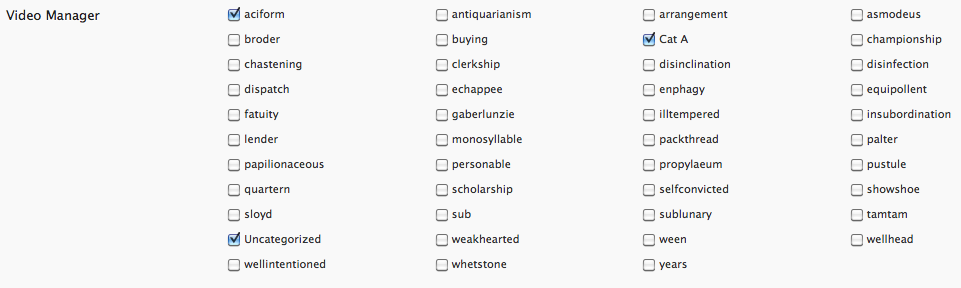 Video Manager aciform antiquarianism arrangement asmodeus
broder buying Cat A championship
chastening clerkship disinclination disinfection
dispatch echappee enphagy equipollent
fatuity gaberlunzie illtempered insubordination
lender monosyllable packthread palter
papilionaceous personable propylaeum pustule
quartern scholarship selfconvicted showshoe
sloyd sub sublunary tamtam
Uncategorized weakhearted ween wellhead
wellintentioned whetstone years